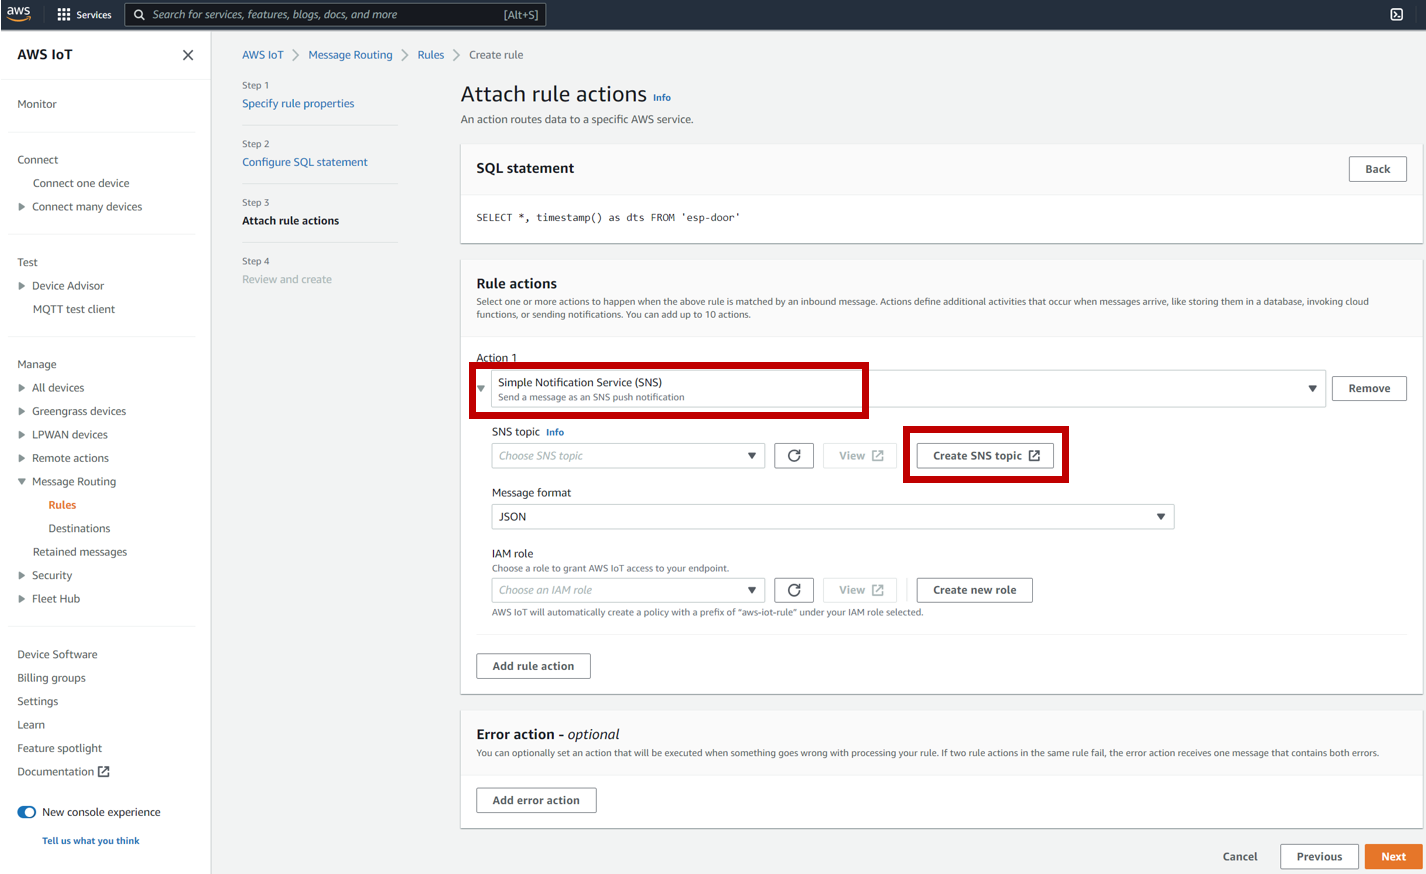 aws
Services
Search for services, features, blogs, docs, and more
[Alt+S]
AWS IoT
Monitor
Connect
Connect one device
Connect many devices
Test
Device Advisor
MQTT test client
Manage
All devices
Greengrass devices
LPWAN devices
Remote actions
Message Routing
Rules
Destinations
Retained messages
Security
Fleet Hub
Device Software
Billing groups
Settings
Learn
Feature spotlight
Documentation
New console experience
Tell us what you think
AWS IoT > Message Routing > Rules > Create rule
Step 1
Specify rule properties
Step 2
Configure SQL statement
Step 3
Attach rule actions
Step 4
Review and create
Attach rule actions Info
An action routes data to a specific AWS service.
SQL statement
Back
SELECT *, timestamp() as dts FROM 'esp-door'
Rule actions
Select one or more actions to happen when the above rule is matched by an inbound message. Actions define additional activities that occur when messages arrive, like storing them in a database, invoking cloud
functions, or sending notifications. You can add up to 10 actions.
Action 1
Simple Notification Service (SNS)
Send a message as an SNS push notification
Remove
SNS topic Info
Choose SNS topic
View
Create SNS topic
Message format
JSON
IAM role
Choose a role to grant AWS IoT access to your endpoint.
Choose an IAM role
View
Create new role
AWS IoT will automatically create a policy with a prefix of "aws-iot-rule" under your IAM role selected.
Add rule action
Error action - optional
You can optionally set an action that will be executed when something goes wrong with processing your rule. If two rule actions in the same rule fail, the error action receives one message that contains both errors.
Add error action
Cancel
Previous
Next